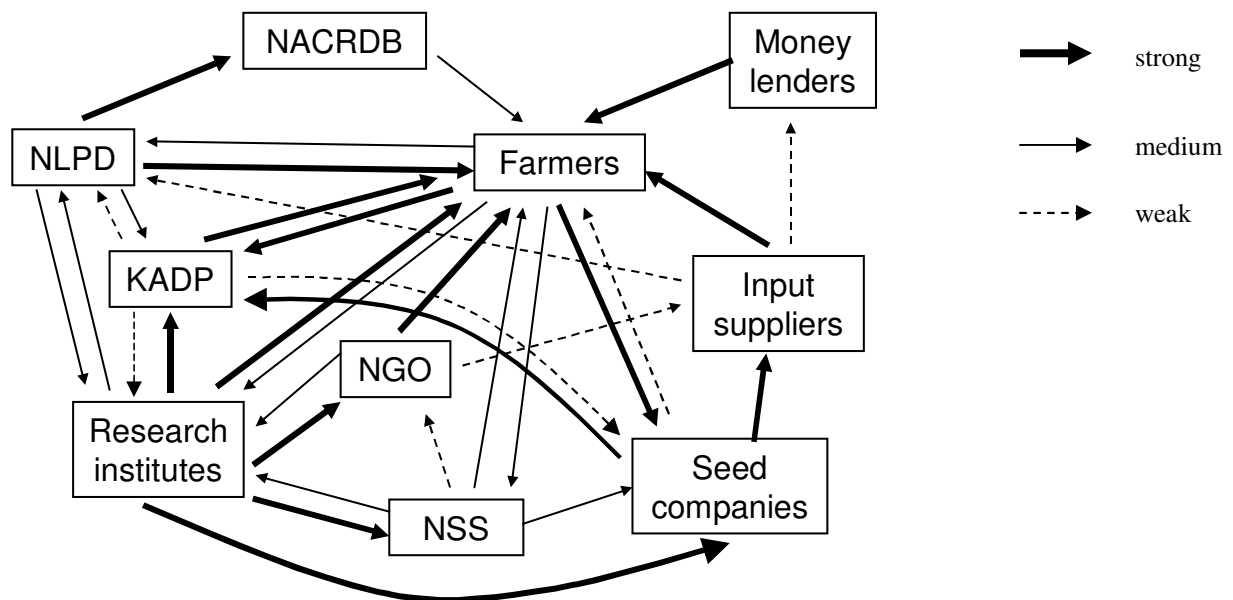 NACRDB
Money
lenders
strong
NLPD
Farmers
medium
weak
KADP
Input
suppliers
NGO
Research
institutes
Seed
companies
NSS